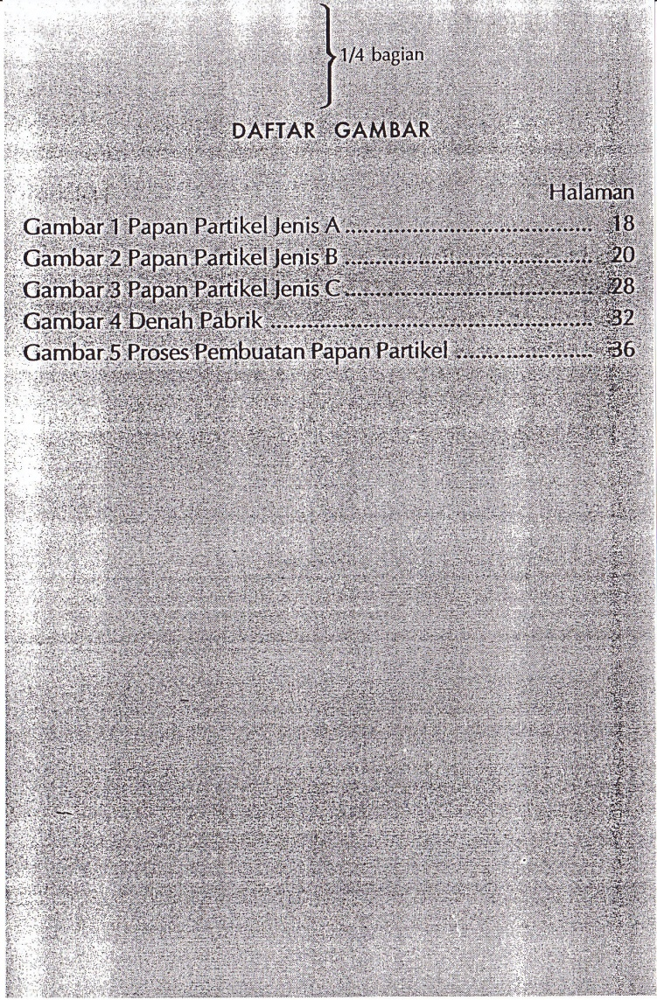 1/4 bagian
DAFTAR GAMBAR
Halaman
Gambar 1 Papan Partikel Jenis A ........................................ 18
Gambar 2 Papan Partikel Jenis B ........................................ 20
Gambar 3 Papan Partikel Jenis C ........................................ 28
Gambar 4 Denah Pabrik .................................................... 32
Gambar 5 Proses Pembuatan Papan Partikel ...................... 36